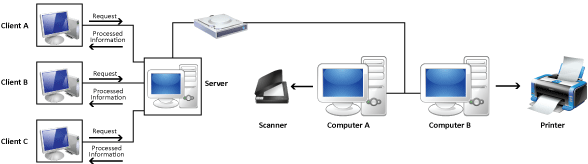 Client A
Request
Processed
Information
Client B
Request
Processed
Information
Client C
Request
Processed
Information
Server
Scanner
Computer A
Computer B
Printer